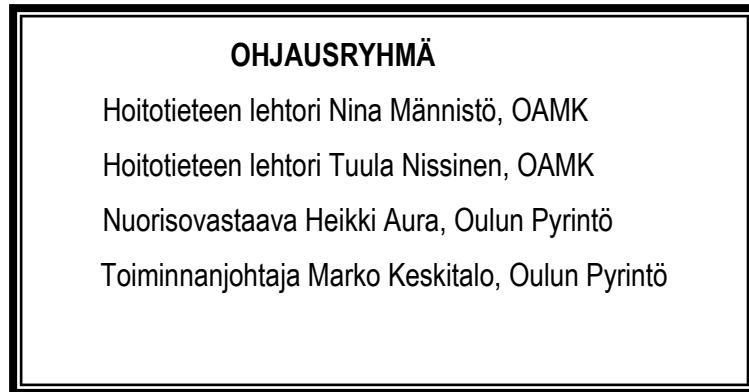 OHJAUSRYHMÄ
Hoitotieteen lehtori Nina Männistö, OAMK
Hoitotieteen lehtori Tuula Nissinen, OAMK
Nuorisovastaava Heikki Aura, Oulun Pyrintö
Toiminnanjohtaja Marko Keskitalo, Oulun Pyrintö